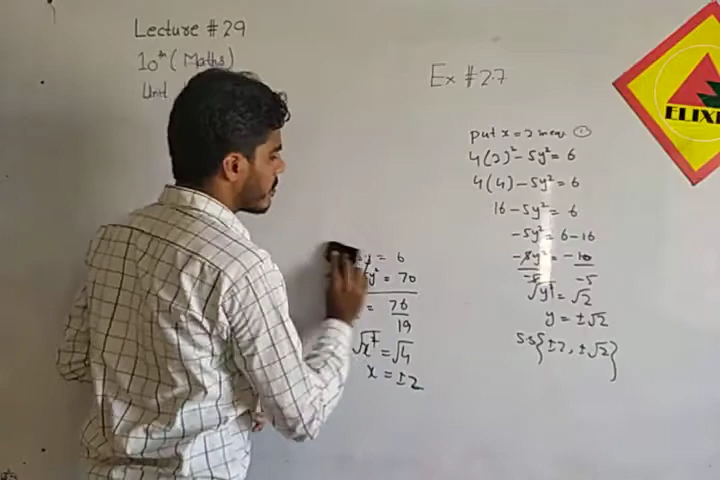 Lecture #29
10th (Maths)
Unit
Ex #2.7
ELIXI
y² = 6
y² = 70
= 76
19
√x² = √4
x = ±2
put x = 2 in eq ①
4(2)² - 5y² = 6
4(4) - 5y² = 6
16 - 5y² = 6
-5y² = 6 - 16
-5y² = -10
-5 -5
√y² = √2
y = ±√2
S.S{±2, ±√2}